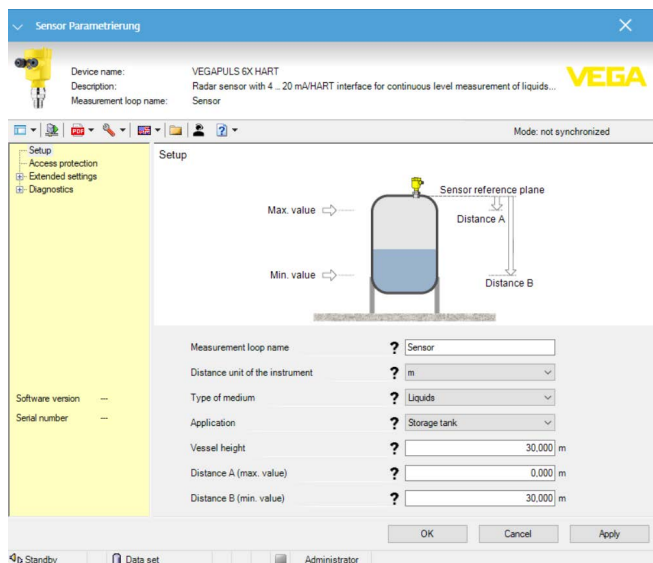 Sensor Parametrierung
Device name: VEGAPULS 6X HART
Description: Radar sensor with 4 .. 20 mA/HART interface for continuous level measurement of liquids...
Measurement loop name: Sensor
VEGA
PDF
Mode: not synchronized
Setup
Access protection
Extended settings
Diagnostics
Software version ---
Serial number ---
Setup
Sensor reference plane
Max. value
Distance A
Min. value
Distance B
Measurement loop name ? Sensor
Distance unit of the instrument ? m
Type of medium ? Liquids
Application ? Storage tank
Vessel height ? 30,000 m
Distance A (max. value) ? 0,000 m
Distance B (min. value) ? 30,000 m
OK Cancel Apply
Standby Data set Administrator